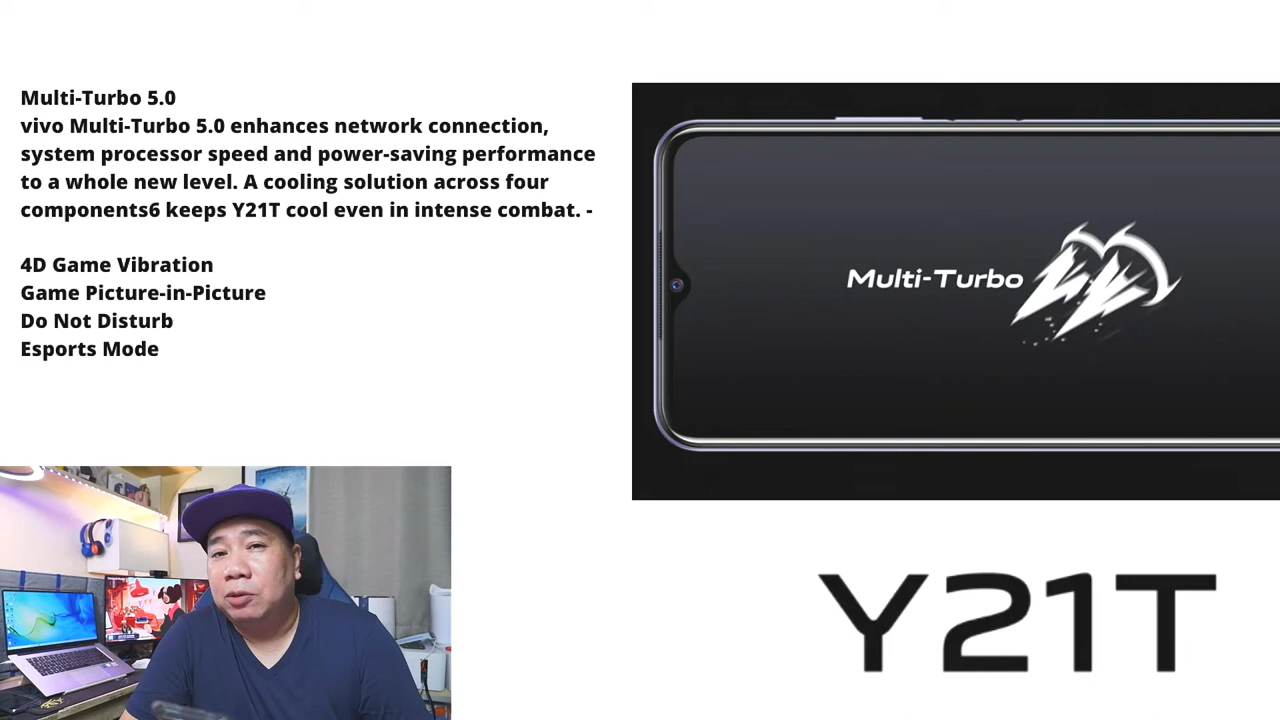 Multi-Turbo 5.0
vivo Multi-Turbo 5.0 enhances network connection,
system processor speed and power-saving performance
to a whole new level. A cooling solution across four
components6 keeps Y21T cool even in intense combat. -
4D Game Vibration
Game Picture-in-Picture
Do Not Disturb
Esports Mode
Multi-Turbo
Y21T